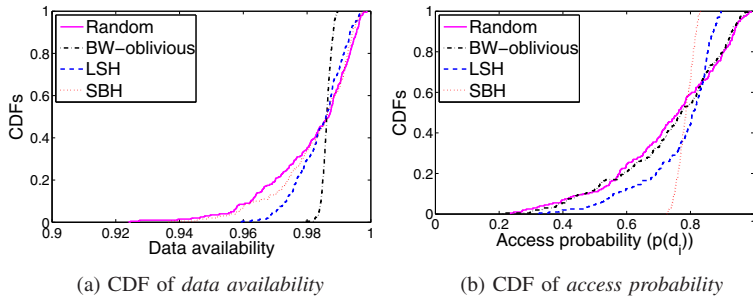 1
0.8
0.6
0.4
0.2
0
CDFs
Random
BW-oblivious
LSH
SBH
0.9 0.92 0.94 0.96 0.98 1
Data availability
(a) CDF of data availability
1
0.8
0.6
0.4
0.2
0
CDFs
Random
BW-oblivious
LSH
SBH
0 0.2 0.4 0.6 0.8
Access probability (p(d_i))
(b) CDF of access probability